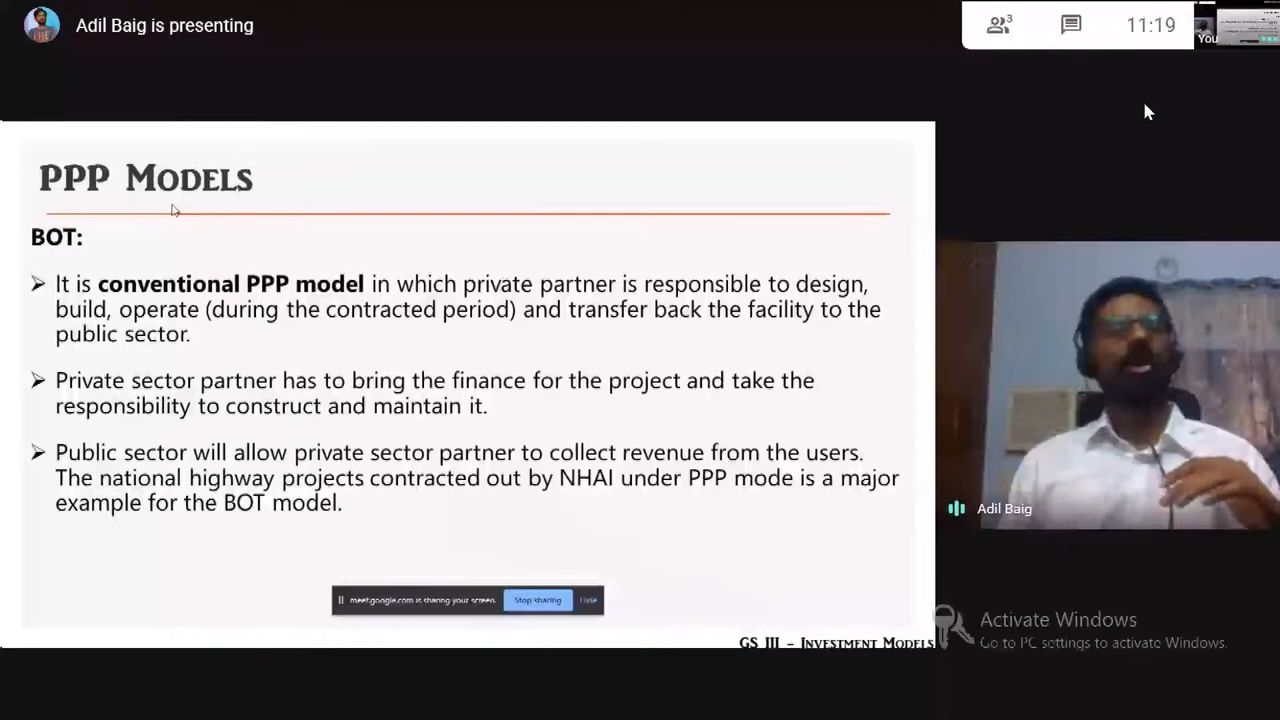 Adil Baig is presenting
3
11:19
You
PPP Models
BOT:
➢ It is conventional PPP model in which private partner is responsible to design,
build, operate (during the contracted period) and transfer back the facility to the
public sector.
➢ Private sector partner has to bring the finance for the project and take the
responsibility to construct and maintain it.
➢ Public sector will allow private sector partner to collect revenue from the users.
The national highway projects contracted out by NHAI under PPP mode is a major
example for the BOT model.
meet.google.com is sharing your screen. Stop sharing Hide
GS III – Investment Models
Adil Baig
Activate Windows
Go to PC settings to activate Windows.